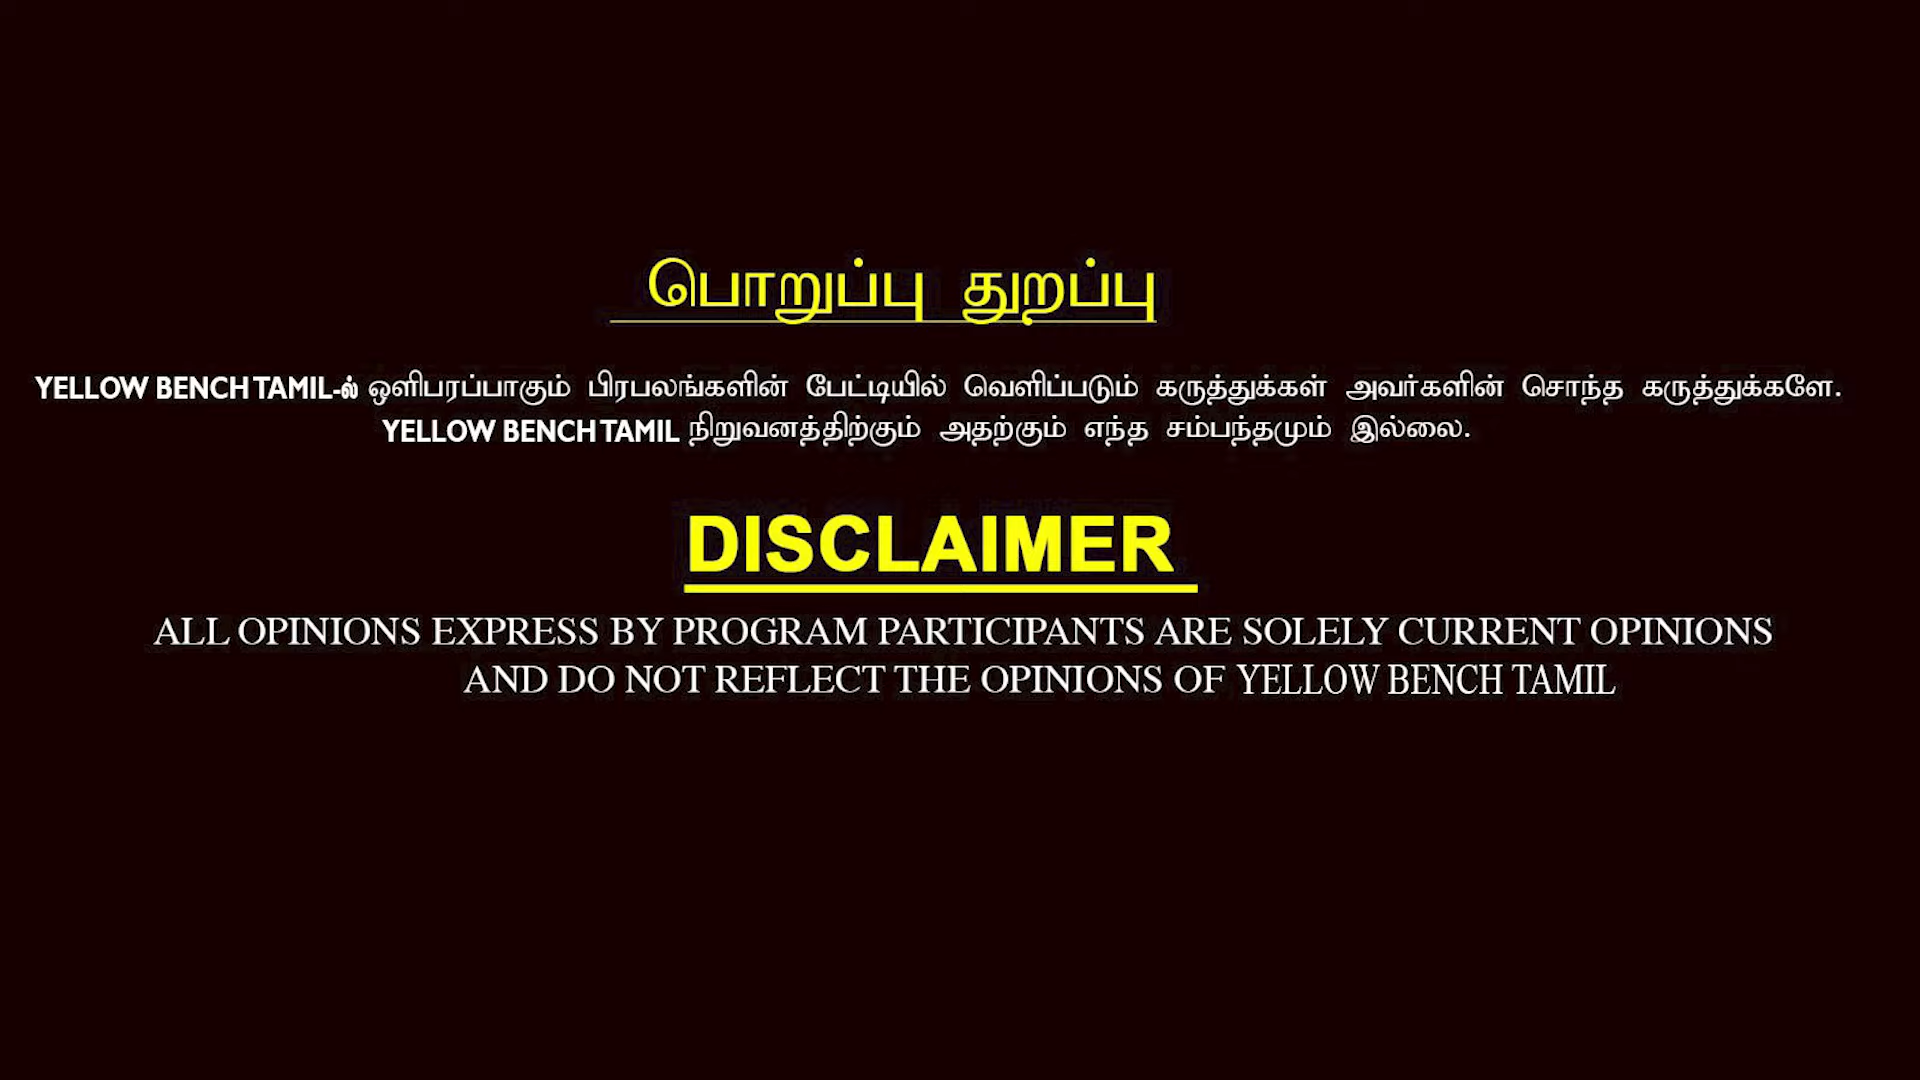 பொறுப்பு துறப்பு
YELLOW BENCH TAMIL-ல் ஒளிபரப்பாகும் பிரபலங்களின் பேட்டியில் வெளிப்படும் கருத்துக்கள் அவர்களின் சொந்த கருத்துக்களே.
YELLOW BENCH TAMIL நிறுவனத்திற்கும் அதற்கும் எந்த சம்பந்தமும் இல்லை.
DISCLAIMER
ALL OPINIONS EXPRESS BY PROGRAM PARTICIPANTS ARE SOLELY CURRENT OPINIONS
AND DO NOT REFLECT THE OPINIONS OF YELLOW BENCH TAMIL